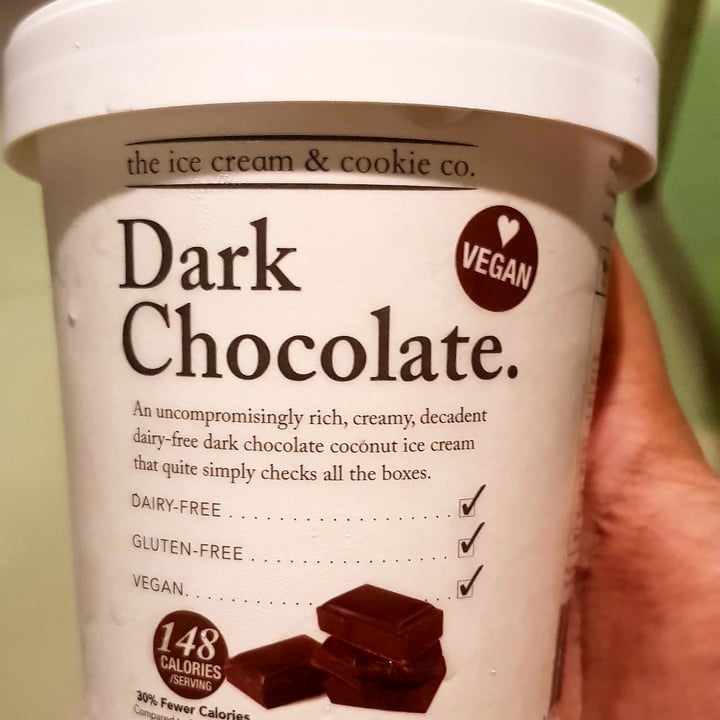 the ice cream & cookie co.
Dark
Chocolate.
VEGAN
An uncompromisingly rich, creamy, decadent
dairy-free dark chocolate coconut ice cream
that quite simply checks all the boxes.
DAIRY-FREE
GLUTEN-FREE
VEGAN
148
CALORIES
/SERVING
30% Fewer Calories
Compared